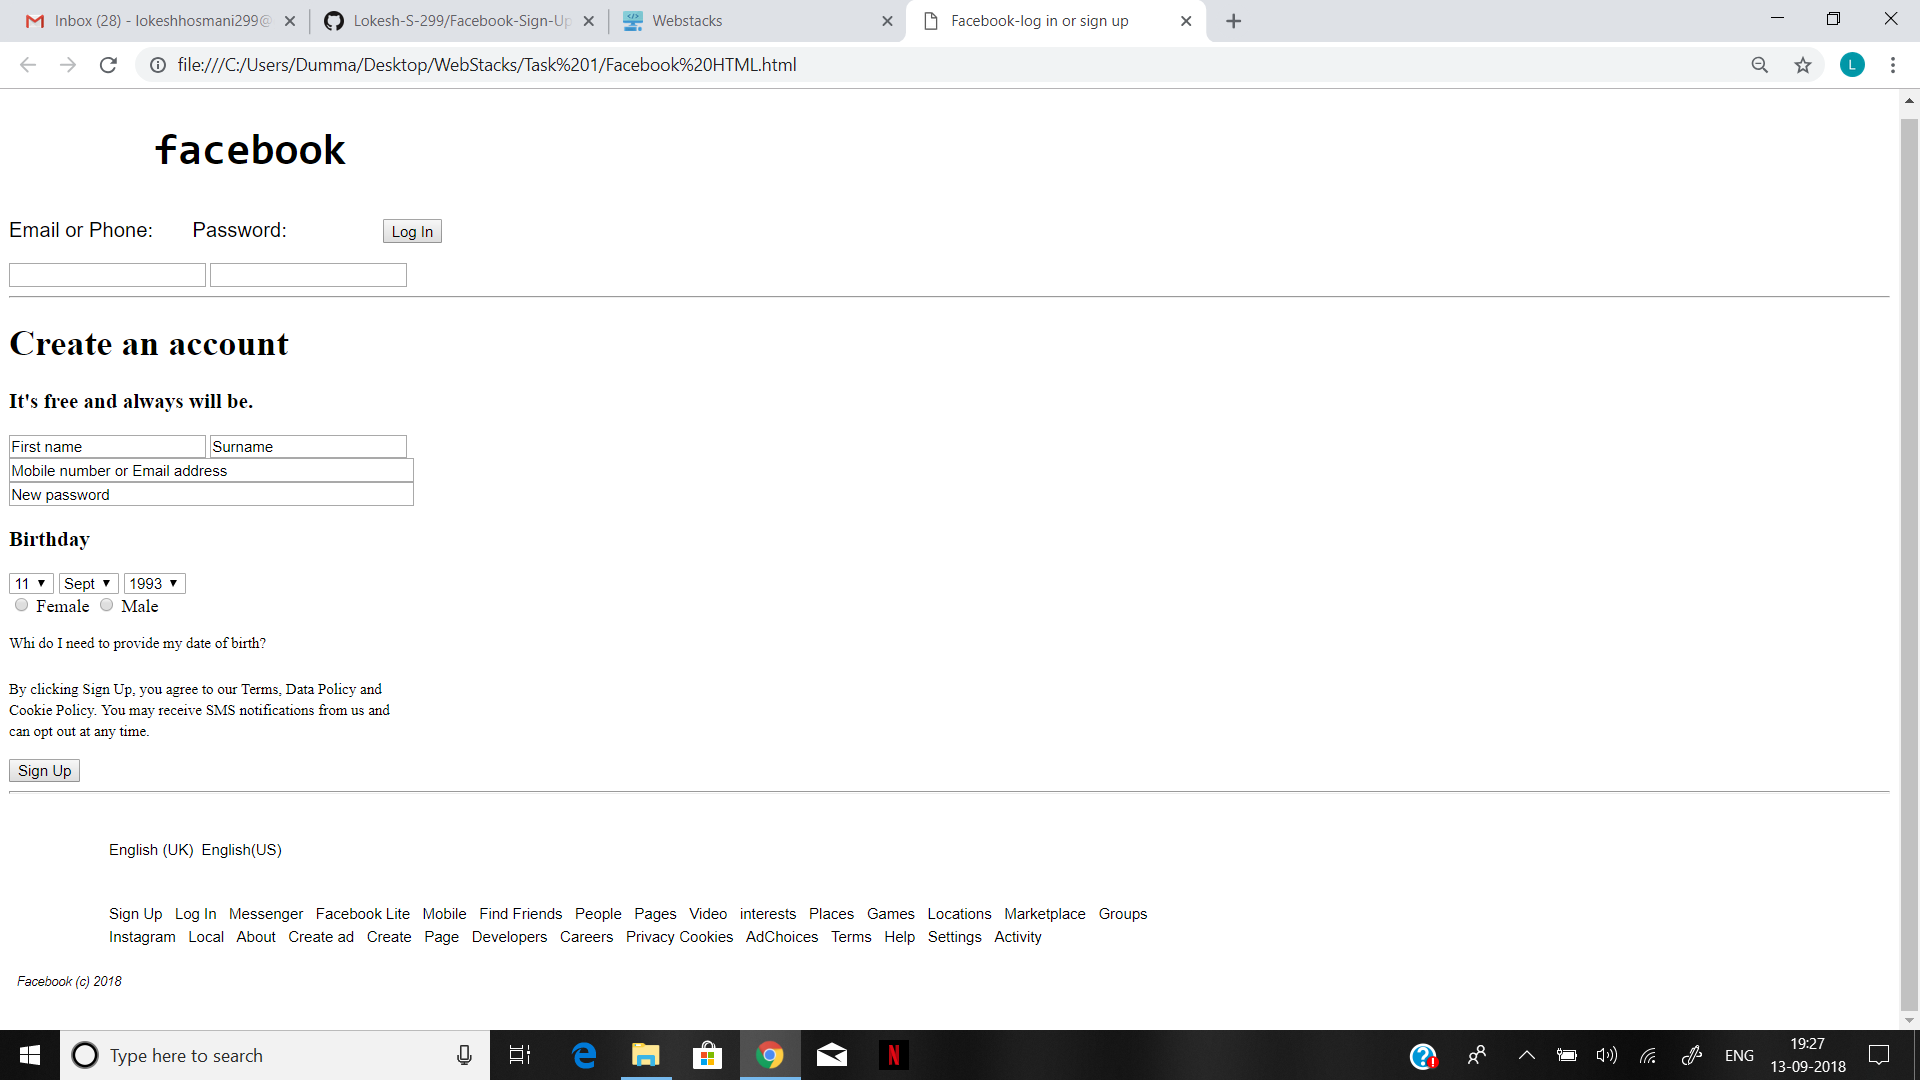 Inbox (28) - lokeshhosmani299@
Lokesh-S-299/Facebook-Sign-Up
Webstacks
Facebook-log in or sign up
file:///C:/Users/Dumma/Desktop/WebStacks/Task%201/Facebook%20HTML.html
L
facebook
Email or Phone: Password: Log In
Create an account
It's free and always will be.
First name Surname
Mobile number or Email address
New password
Birthday
11 Sept 1993
Female Male
Whi do I need to provide my date of birth?
By clicking Sign Up, you agree to our Terms, Data Policy and
Cookie Policy. You may receive SMS notifications from us and
can opt out at any time.
Sign Up
English (UK) English(US)
Sign Up Log In Messenger Facebook Lite Mobile Find Friends People Pages Video interests Places Games Locations Marketplace Groups
Instagram Local About Create ad Create Page Developers Careers Privacy Cookies AdChoices Terms Help Settings Activity
Facebook (c) 2018
Type here to search
N
ENG
19:27
13-09-2018